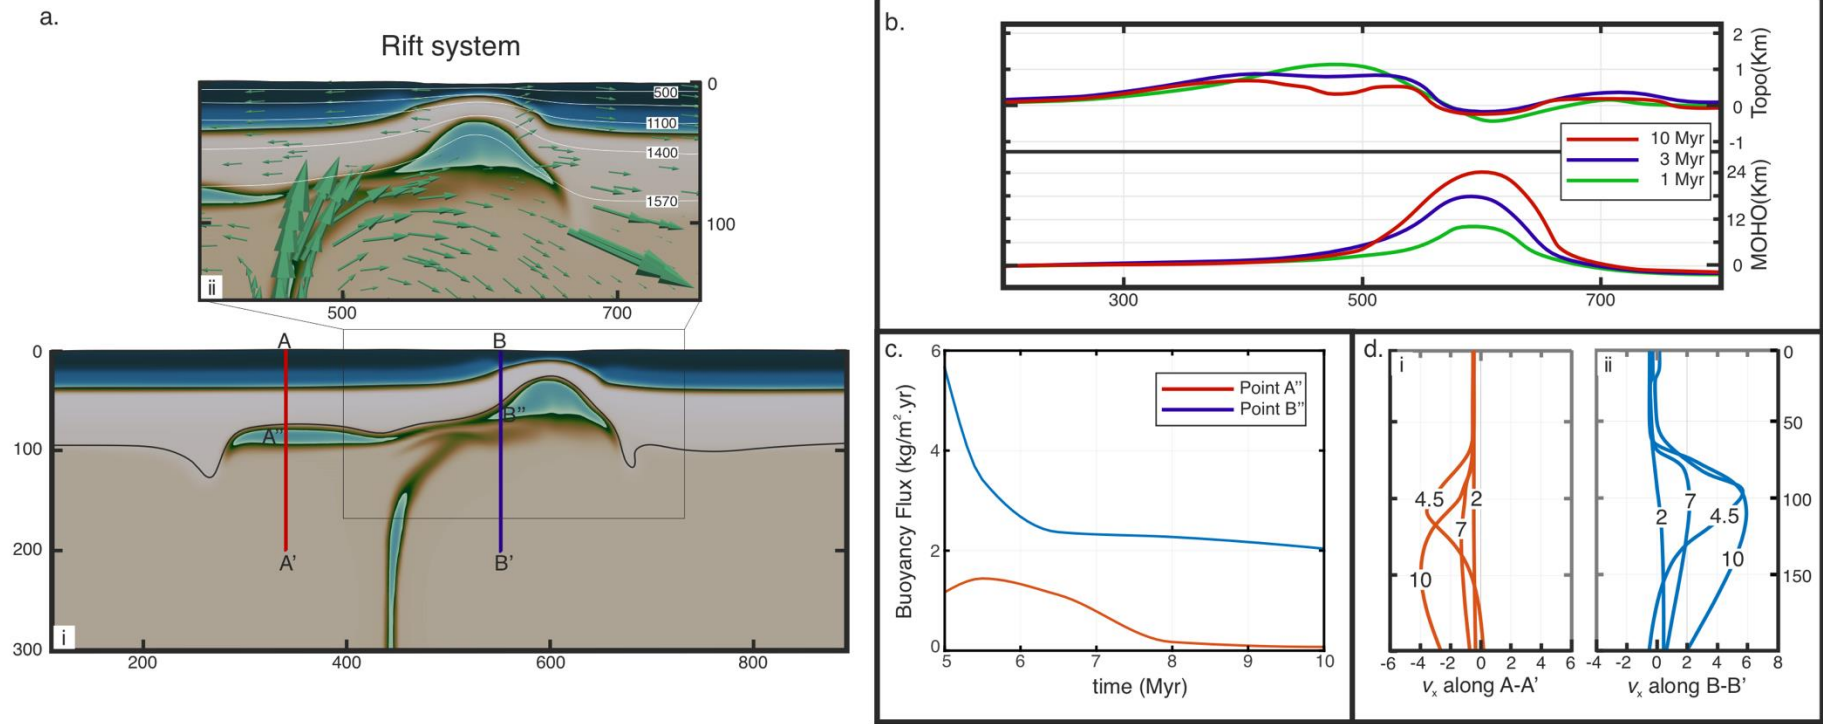 a.
Rift system
0
500
1100
1400
1570
100
ii
500
700
A
B
0
100
200
300
A''
B''
A'
B'
i
200
400
600
800
b.
2
1
0
-1
Topo(Km)
10 Myr
3 Myr
1 Myr
24
12
0
MOHO(Km)
300
500
700
c.
6
4
2
0
Buoyancy Flux (kg/m².yr)
Point A''
Point B''
5
6
7
8
9
10
time (Myr)
d.
i
4.5
2
7
10
-6
-4
-2
0
2
4
6
vₓ along A-A'
ii
0
50
100
150
2
7
4.5
10
-4
-2
0
2
4
6
8
vₓ along B-B'